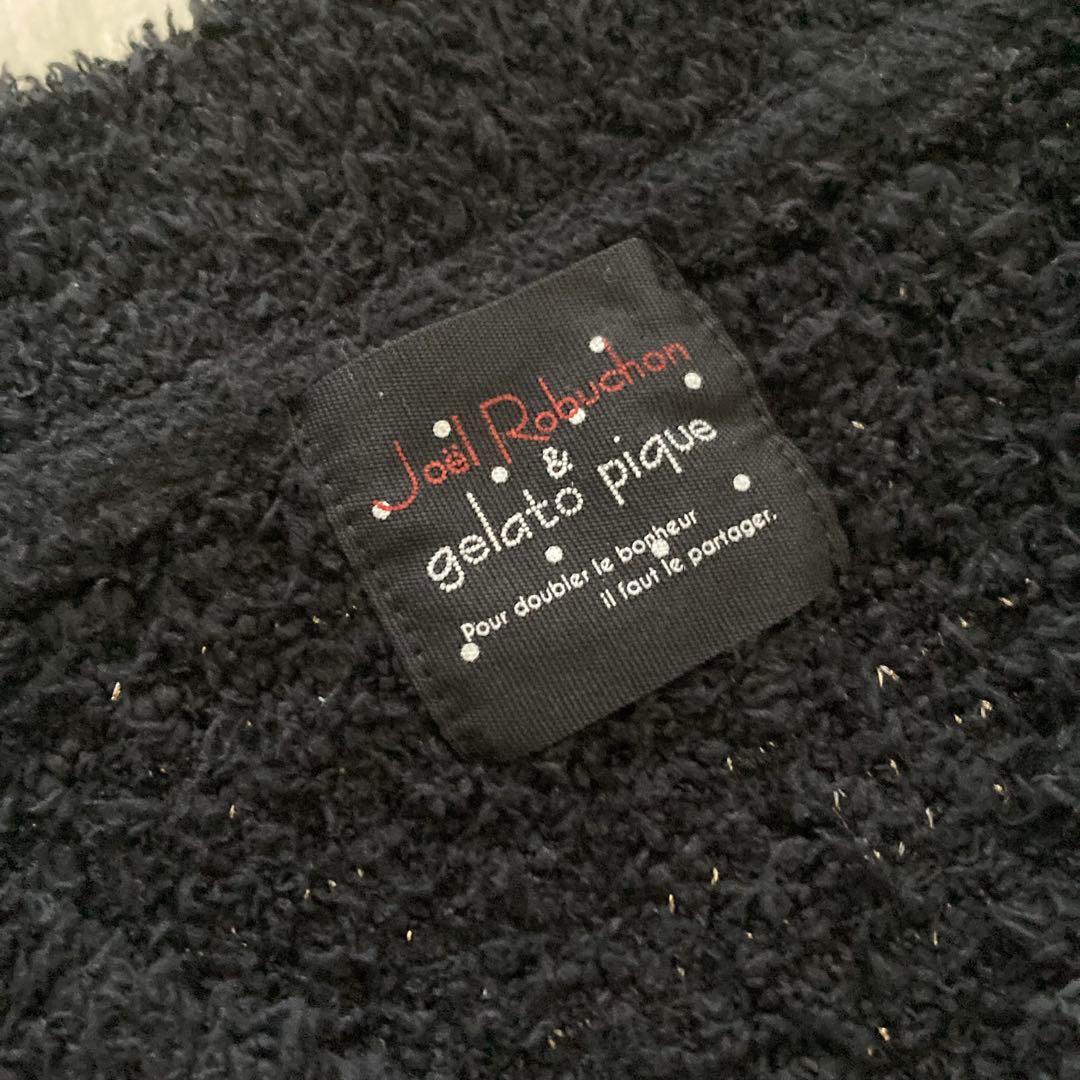 Joël Robuchon
&
gelato pique
Pour doubler le bonheur
il faut le partager.